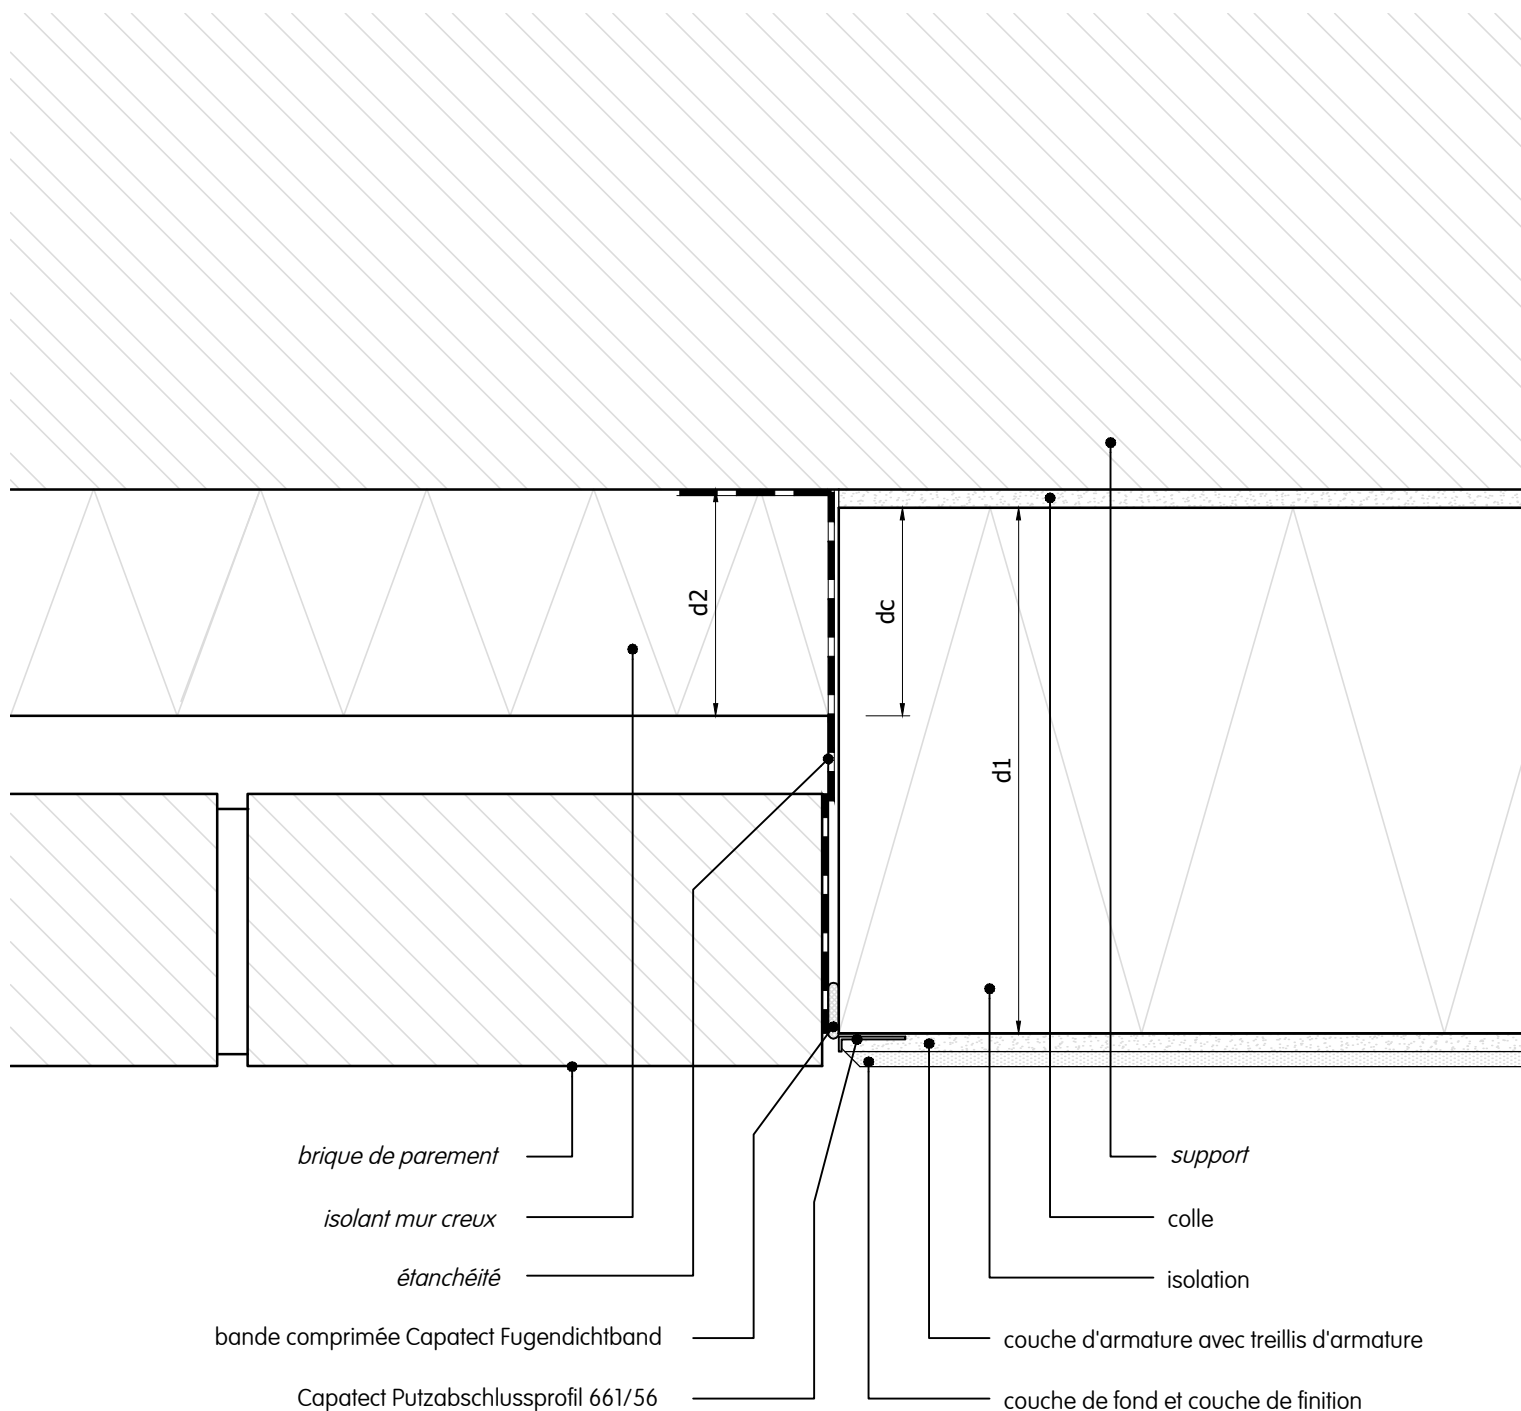 d2
dc
d1
brique de parement
support
isolant mur creux
colle
étanchéité
isolation
bande comprimée Capatect Fugendichtband
couche d'armature avec treillis d'armature
Capatect Putzabschlussprofil 661/56
couche de fond et couche de finition